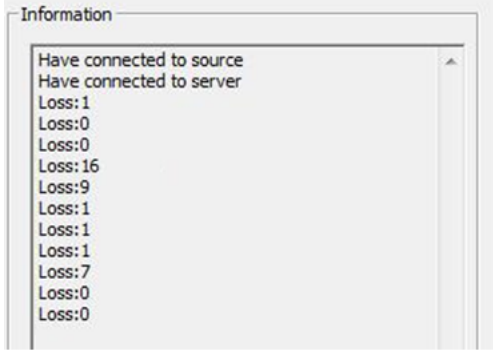 Information
Have connected to source
Have connected to server
Loss:1
Loss:0
Loss:0
Loss:16
Loss:9
Loss:1
Loss:1
Loss:1
Loss:7
Loss:0
Loss:0